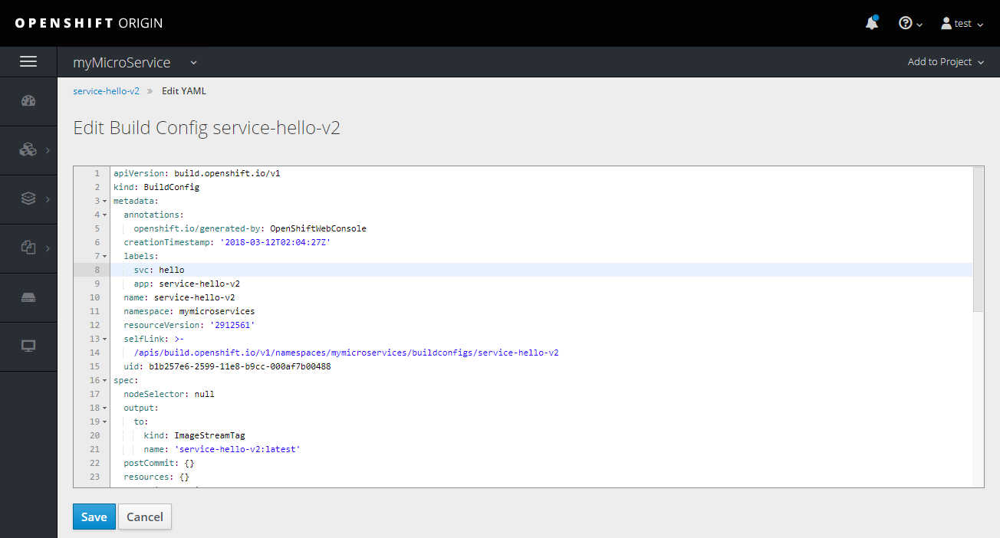 OPENSHIFT ORIGIN
test
myMicroService
Add to Project
service-hello-v2 » Edit YAML
Edit Build Config service-hello-v2
1 apiVersion: build.openshift.io/v1
2 kind: BuildConfig
3 metadata:
4 annotations:
5 openshift.io/generated-by: OpenShiftWebConsole
6 creationTimestamp: '2018-03-12T02:04:27Z'
7 labels:
8 svc: hello
9 app: service-hello-v2
10 name: service-hello-v2
11 namespace: mymicroservices
12 resourceVersion: '2912561'
13 selfLink: >-
14 /apis/build.openshift.io/v1/namespaces/mymicroservices/buildconfigs/service-hello-v2
15 uid: b1b257e6-2599-11e8-b9cc-000af7b00488
16 spec:
17 nodeSelector: null
18 output:
19 to:
20 kind: ImageStreamTag
21 name: 'service-hello-v2:latest'
22 postCommit: {}
23 resources: {}
Save Cancel